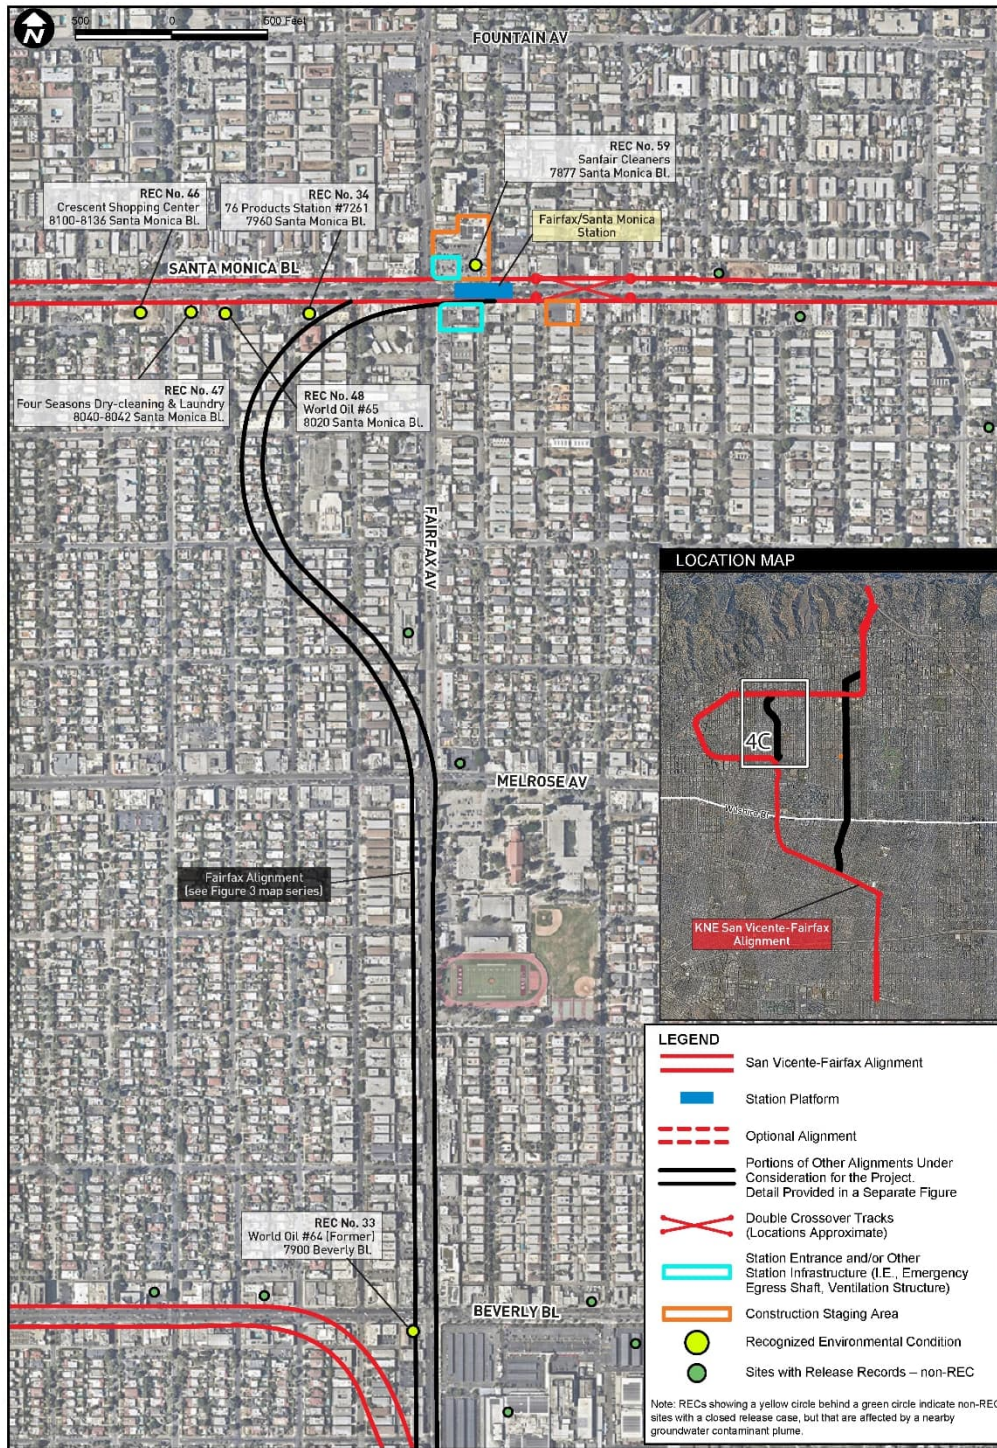 N
500 0 500 Feet
FOUNTAIN AV
REC No. 59
Sanfair Cleaners
7877 Santa Monica Bl.
REC No. 46
Crescent Shopping Center
8100-8136 Santa Monica Bl.
REC No. 34
76 Products Station #7261
7960 Santa Monica Bl.
Fairfax/Santa Monica
Station
SANTA MONICA BL
REC No. 47
Four Seasons Dry-cleaning & Laundry
8040-8042 Santa Monica Bl.
REC No. 48
World Oil #65
8020 Santa Monica Bl.
FAIRFAX AV
MELROSE AV
Fairfax Alignment
(see Figure 3 map series)
REC No. 33
World Oil #64 (Former)
7900 Beverly Bl.
BEVERLY BL
LOCATION MAP
4C
Wilshire Bl
KNE San Vicente-Fairfax
Alignment
LEGEND
San Vicente-Fairfax Alignment
Station Platform
Optional Alignment
Portions of Other Alignments Under
Consideration for the Project.
Detail Provided in a Separate Figure
Double Crossover Tracks
(Locations Approximate)
Station Entrance and/or Other
Station Infrastructure (I.E., Emergency
Egress Shaft, Ventilation Structure)
Construction Staging Area
Recognized Environmental Condition
Sites with Release Records – non-REC
Note: RECs showing a yellow circle behind a green circle indicate non-REC
sites with a closed release case, but that are affected by a nearby
groundwater contaminant plume.